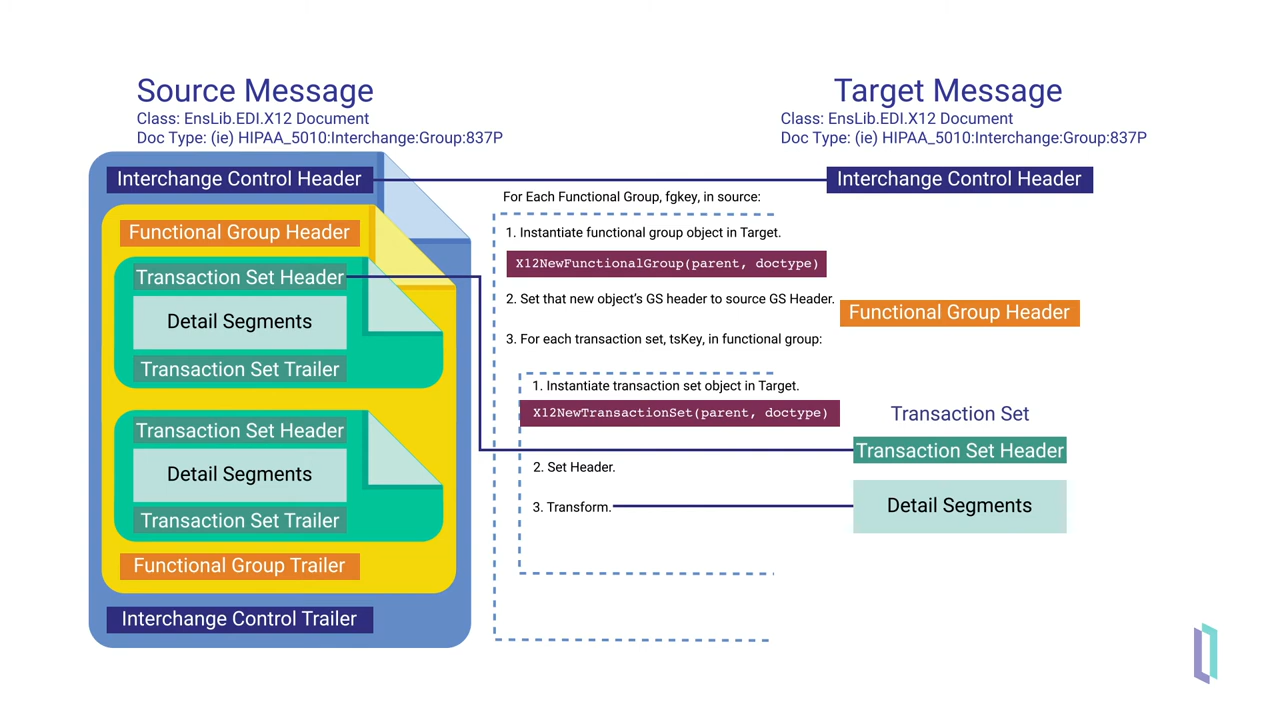 Source Message
Class: EnsLib.EDI.X12 Document
Doc Type: (ie) HIPAA_5010:Interchange:Group:837P
Interchange Control Header
Functional Group Header
Transaction Set Header
Detail Segments
Transaction Set Trailer
Transaction Set Header
Detail Segments
Transaction Set Trailer
Functional Group Trailer
Interchange Control Trailer
For Each Functional Group, fgkey, in source:
1. Instantiate functional group object in Target.
X12NewFunctionalGroup(parent, doctype)
2. Set that new object’s GS header to source GS Header.
3. For each transaction set, tsKey, in functional group:
1. Instantiate transaction set object in Target.
X12NewTransactionSet(parent, doctype)
2. Set Header.
3. Transform.
Target Message
Class: EnsLib.EDI.X12 Document
Doc Type: (ie) HIPAA_5010:Interchange:Group:837P
Interchange Control Header
Functional Group Header
Transaction Set
Transaction Set Header
Detail Segments